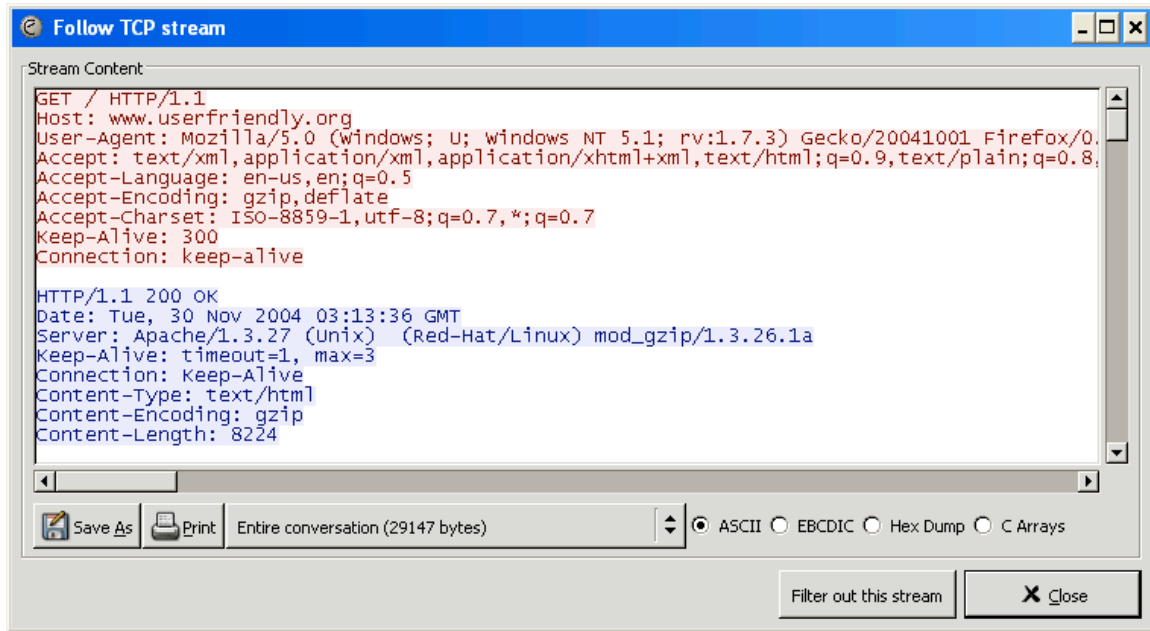 Follow TCP stream
Stream Content
GET / HTTP/1.1
Host: www.userfriendly.org
User-Agent: Mozilla/5.0 (Windows; U; Windows NT 5.1; rv:1.7.3) Gecko/20041001 Firefox/0.
Accept: text/xml,application/xml,application/xhtml+xml,text/html;q=0.9,text/plain;q=0.8,
Accept-Language: en-us,en;q=0.5
Accept-Encoding: gzip,deflate
Accept-Charset: ISO-8859-1,utf-8;q=0.7,*;q=0.7
Keep-Alive: 300
Connection: keep-alive
HTTP/1.1 200 OK
Date: Tue, 30 Nov 2004 03:13:36 GMT
Server: Apache/1.3.27 (Unix)  (Red-Hat/Linux) mod_gzip/1.3.26.1a
Keep-Alive: timeout=1, max=3
Connection: Keep-Alive
Content-Type: text/html
Content-Encoding: gzip
Content-Length: 8224
Save As Print Entire conversation (29147 bytes) ASCII EBCDIC Hex Dump C Arrays
Filter out this stream Close